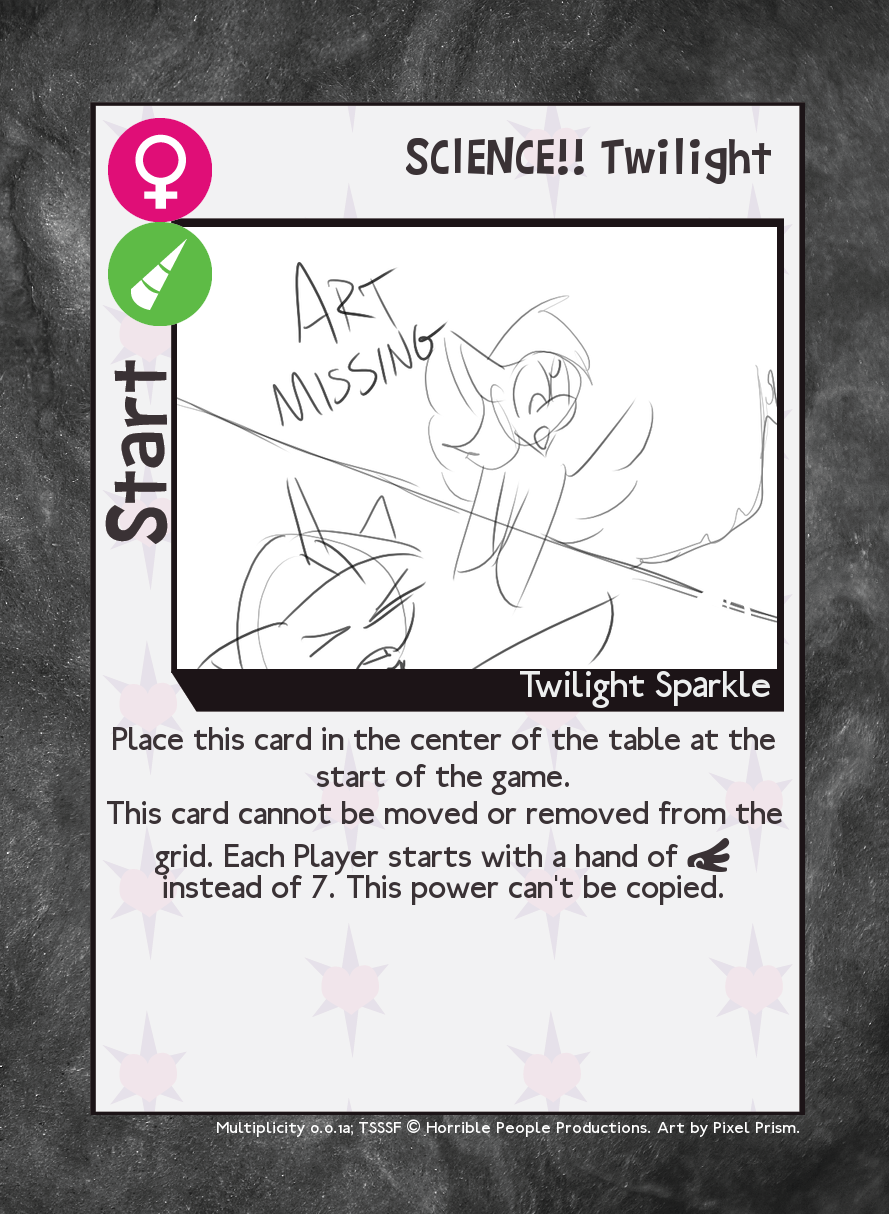 SCIENCE!! Twilight
ART
MISSING
Start
Twilight Sparkle
Place this card in the center of the table at the
start of the game.
This card cannot be moved or removed from the
grid. Each Player starts with a hand of
instead of 7. This power can't be copied.
Multiplicity 0.0.1a; TSSSF © Horrible People Productions. Art by Pixel Prism.